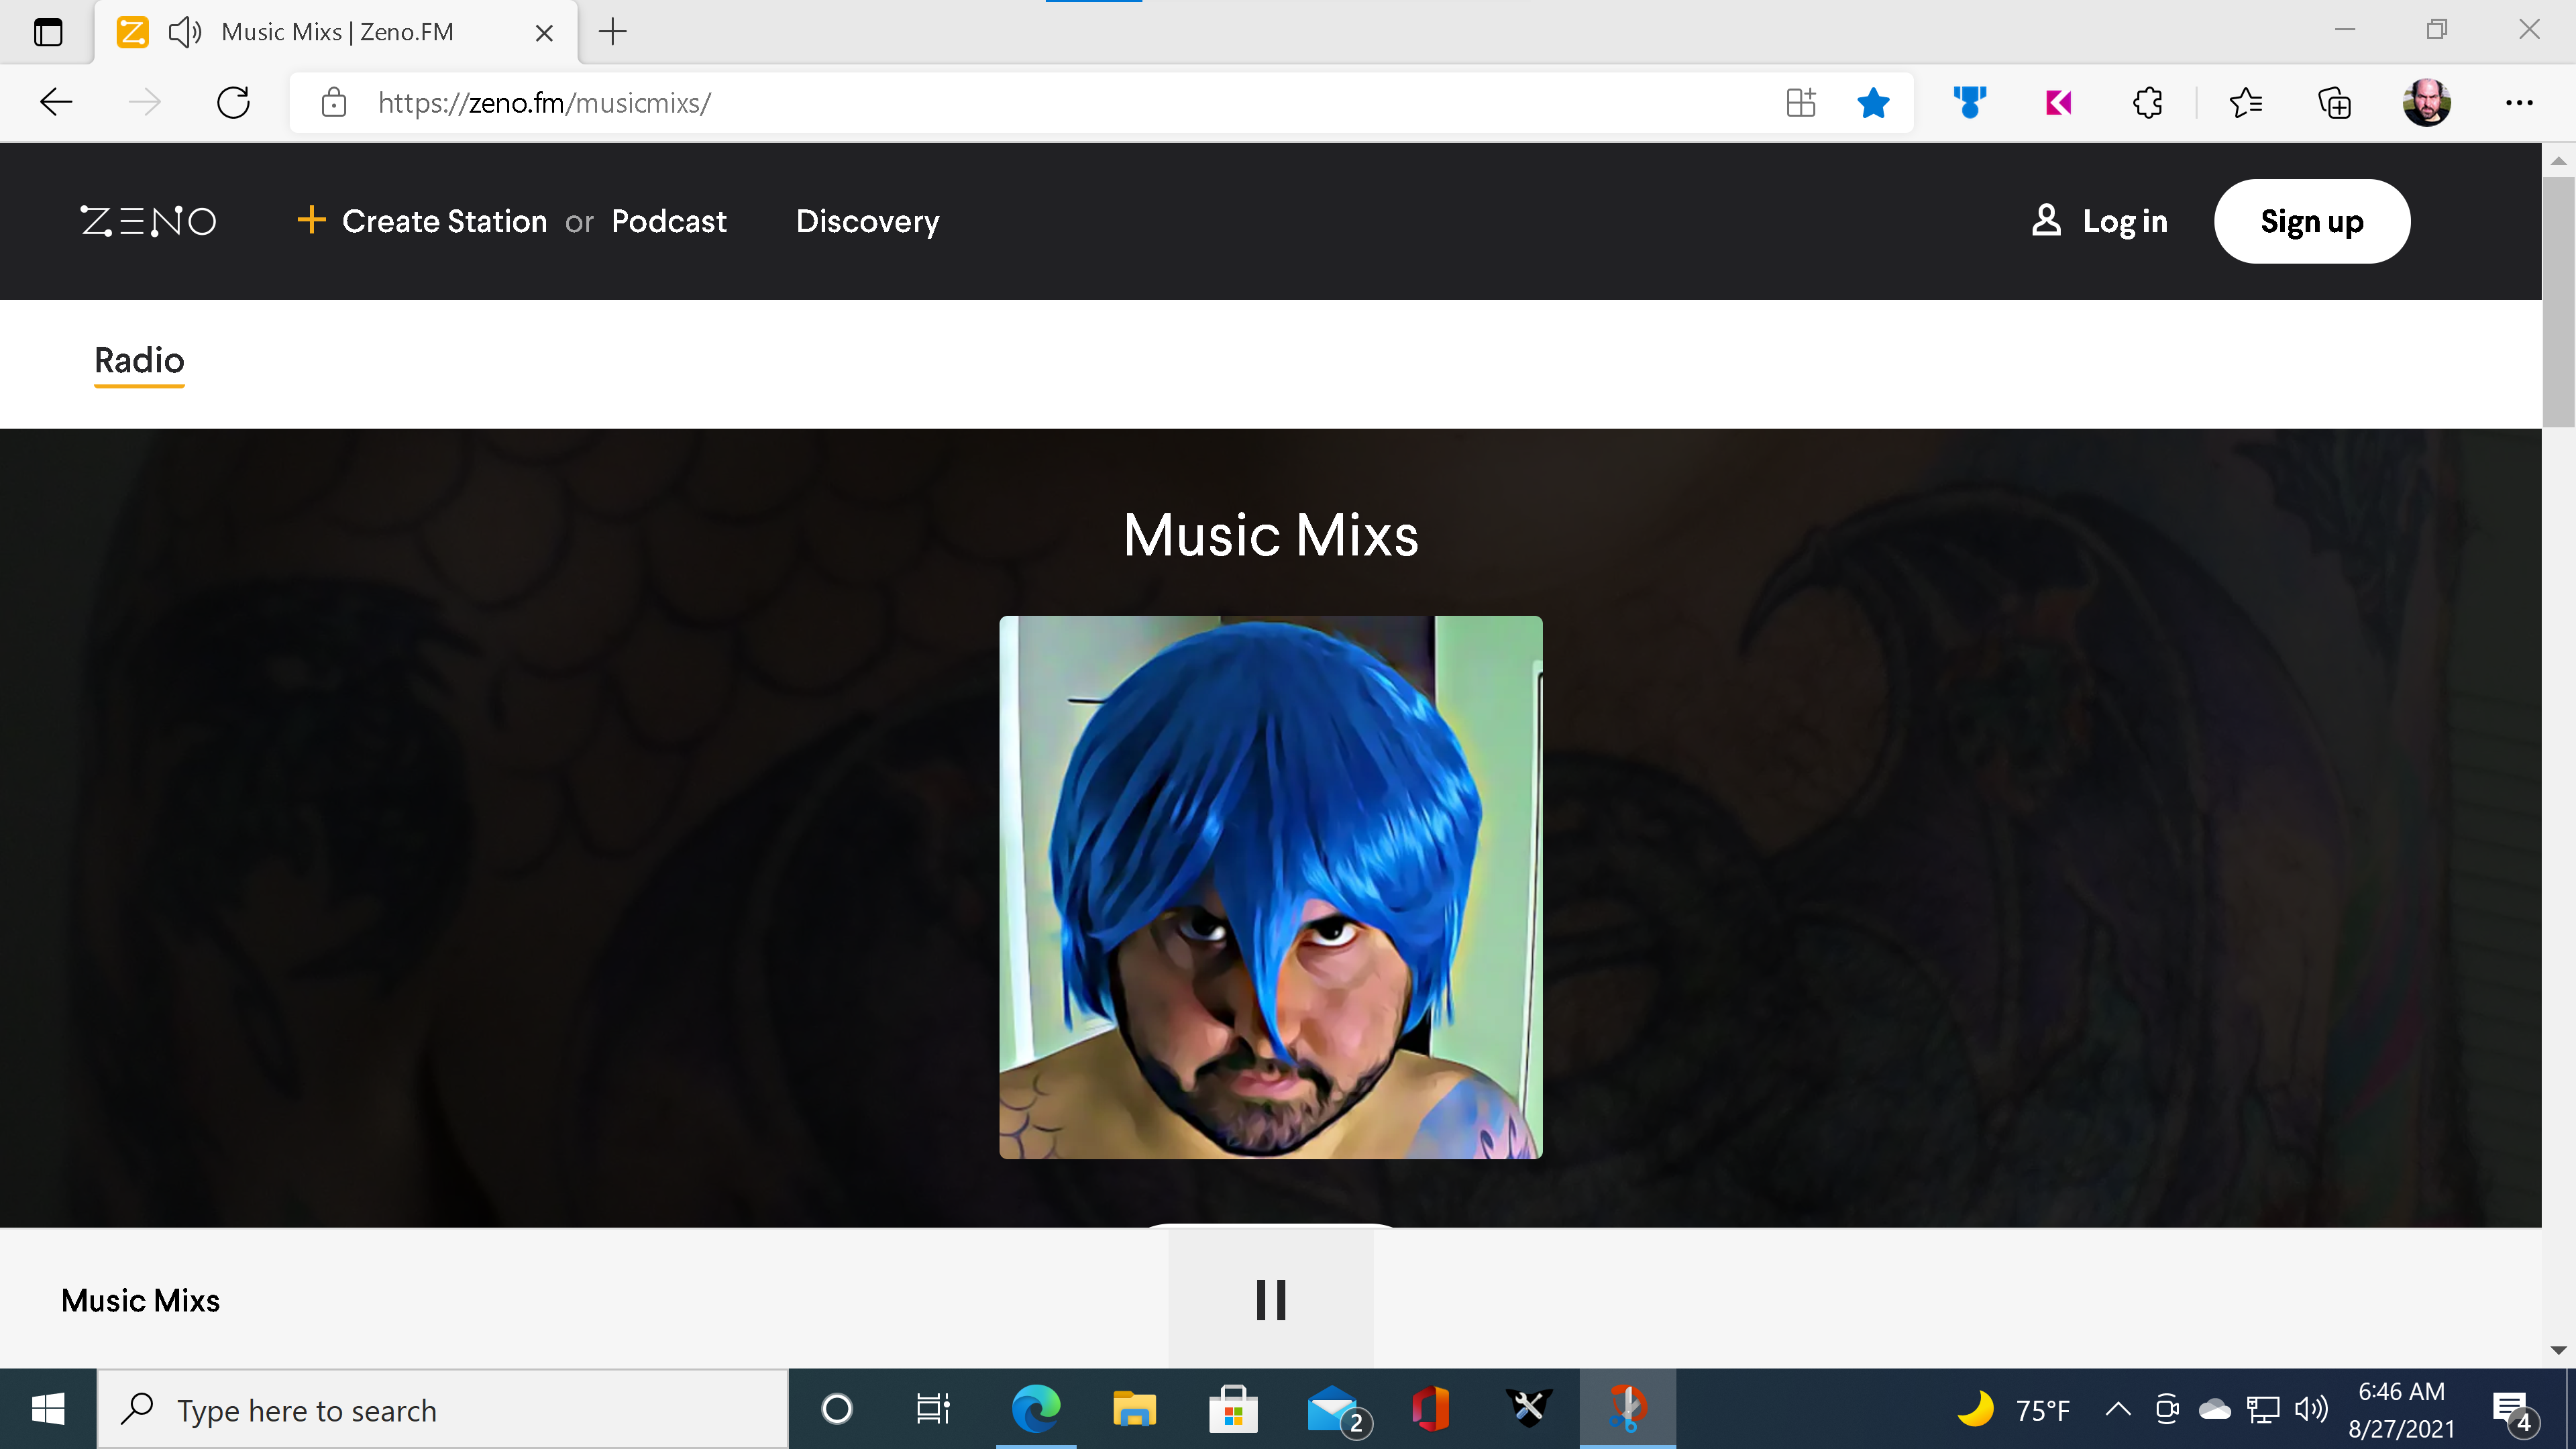 Music Mixs | Zeno.FM
https://zeno.fm/musicmixs/
ZENO
+ Create Station or Podcast
Discovery
Log in
Sign up
Radio
Music Mixs
Music Mixs
Type here to search
2
75°F
6:46 AM
8/27/2021
4